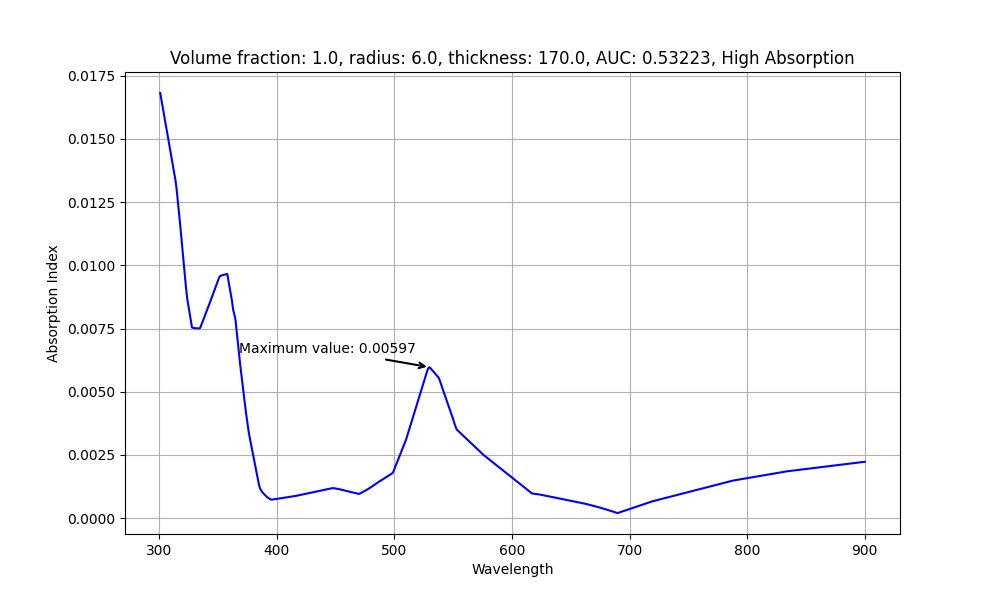 Volume fraction: 1.0, radius: 6.0, thickness: 170.0, AUC: 0.53223, High Absorption
0.0175
0.0150
0.0125
0.0100
0.0075
0.0050
0.0025
0.0000
Absorption Index
Maximum value: 0.00597
300 400 500 600 700 800 900
Wavelength